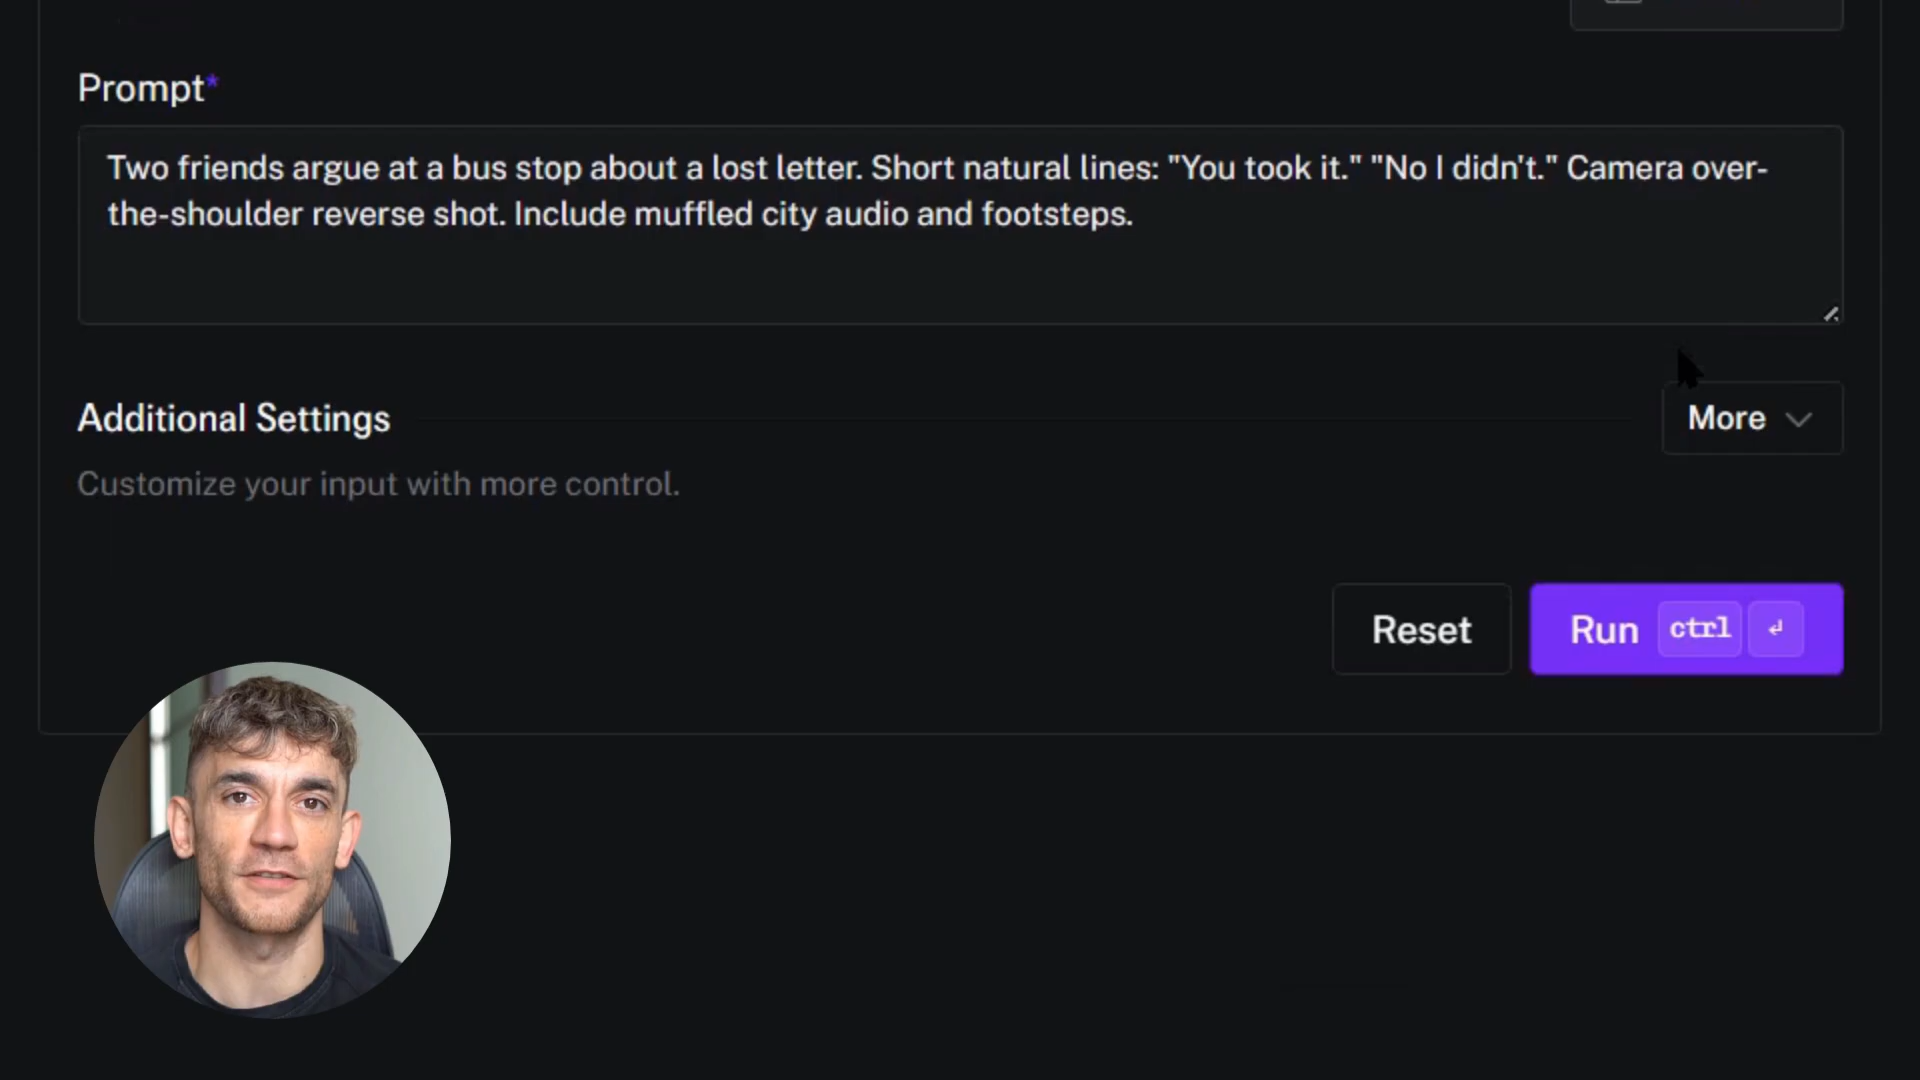 Prompt*
Two friends argue at a bus stop about a lost letter. Short natural lines: "You took it." "No I didn't." Camera over-
the-shoulder reverse shot. Include muffled city audio and footsteps.
Additional Settings
More
Customize your input with more control.
Reset
Run ctrl ↵